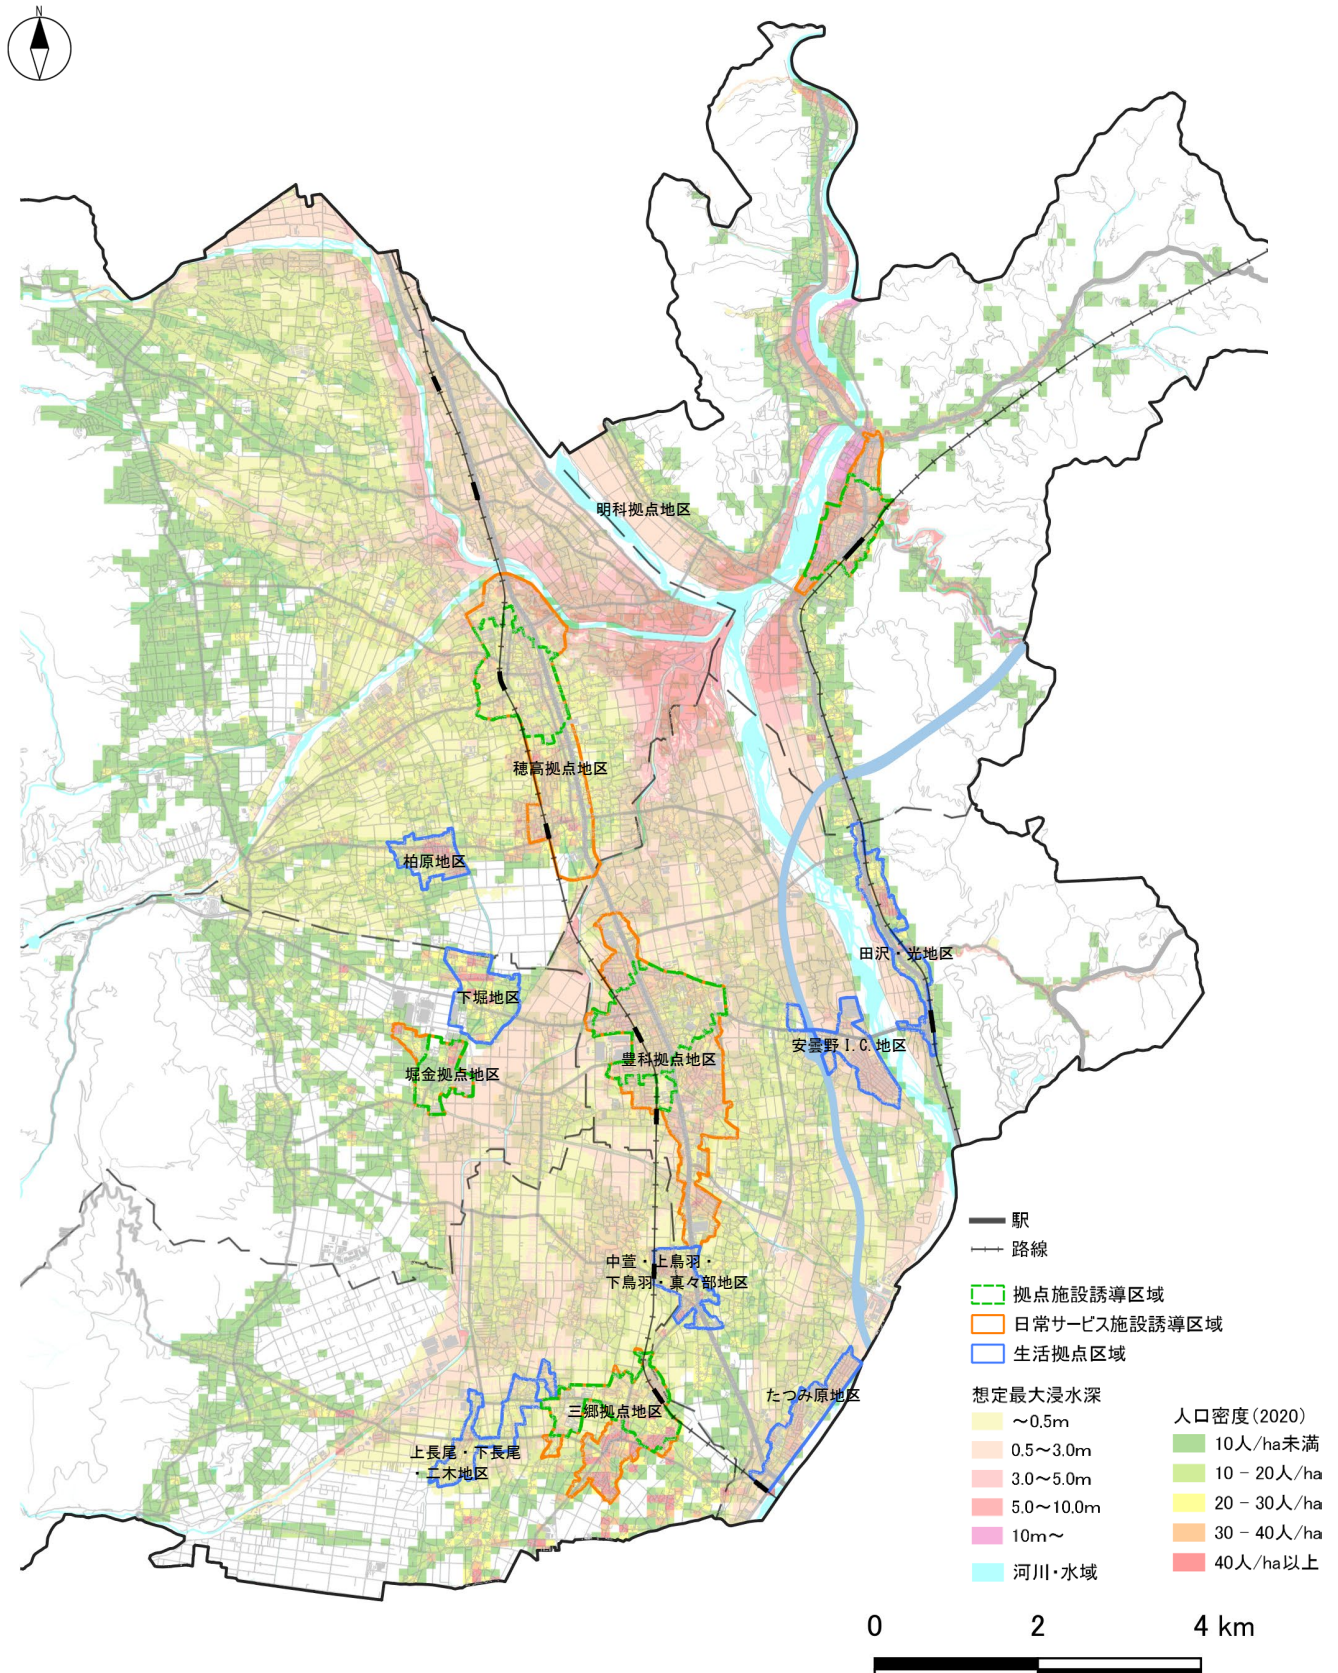 N
明科拠点地区
穂高拠点地区
柏原地区
田沢・光地区
下堀地区
安曇野I.C.地区
豊科拠点地区
堀金拠点地区
中萱・上鳥羽・
下鳥羽・真々部地区
たつみ原地区
三郷拠点地区
上長尾・下長尾
・二木地区
駅
路線
拠点施設誘導区域
日常サービス施設誘導区域
生活拠点区域
想定最大浸水深
～0.5m
0.5～3.0m
3.0～5.0m
5.0～10.0m
10m～
河川・水域
人口密度(2020)
10人/ha未満
10 - 20人/ha
20 - 30人/ha
30 - 40人/ha
40人/ha以上
0 2 4 km